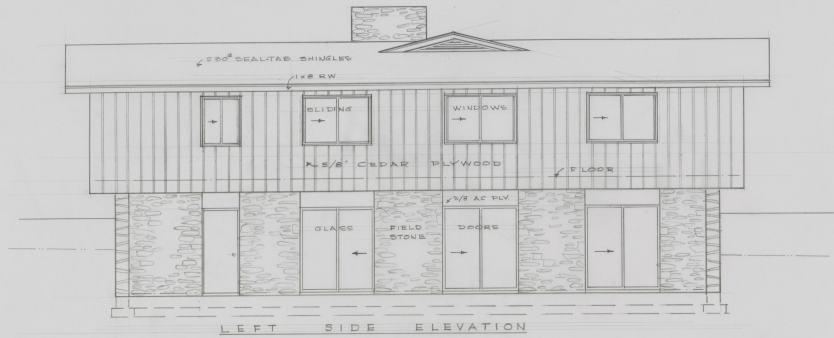 230# SEAL-TAB SHINGLES
1x8 RW
SLIDING WINDOWS
5/8" CEDAR PLYWOOD
FLOOR
3/8 AC PLY.
GLASS DOORS
FIELD
STONE
LEFT SIDE ELEVATION